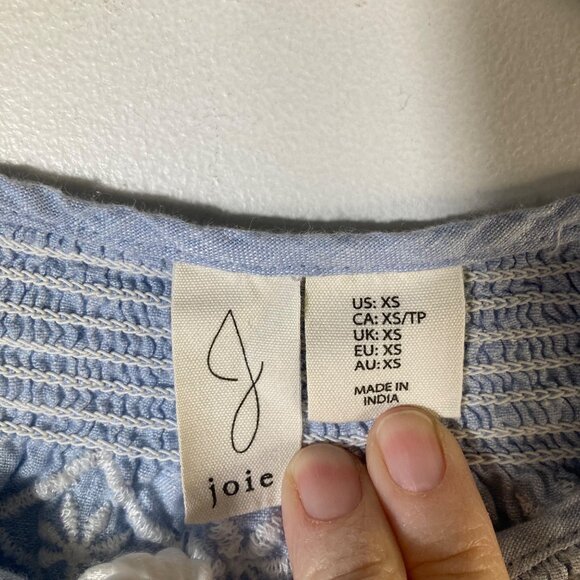 J
joie
US: XS
CA: XS/TP
UK: XS
EU: XS
AU: XS
MADE IN
INDIA